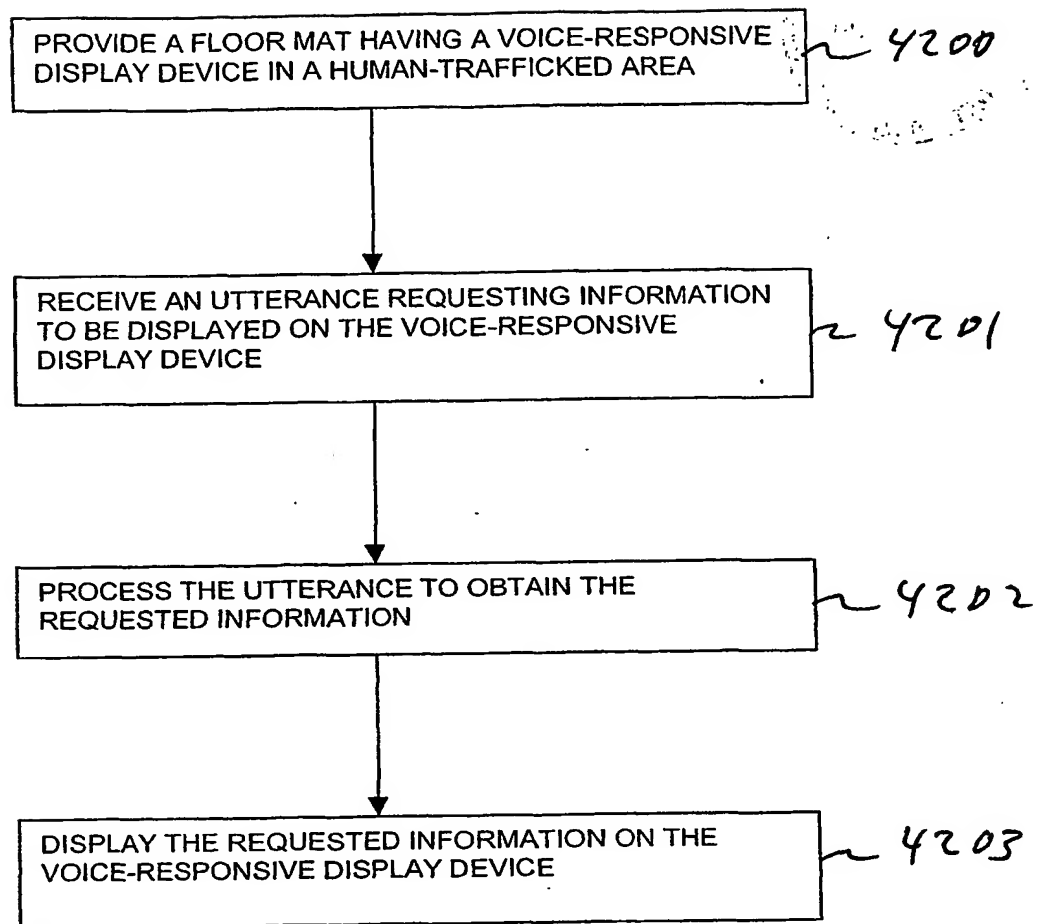 PROVIDE A FLOOR MAT HAVING A VOICE-RESPONSIVE
DISPLAY DEVICE IN A HUMAN-TRAFFICKED AREA
4200
RECEIVE AN UTTERANCE REQUESTING INFORMATION
TO BE DISPLAYED ON THE VOICE-RESPONSIVE
DISPLAY DEVICE
4201
PROCESS THE UTTERANCE TO OBTAIN THE
REQUESTED INFORMATION
4202
DISPLAY THE REQUESTED INFORMATION ON THE
VOICE-RESPONSIVE DISPLAY DEVICE
4203